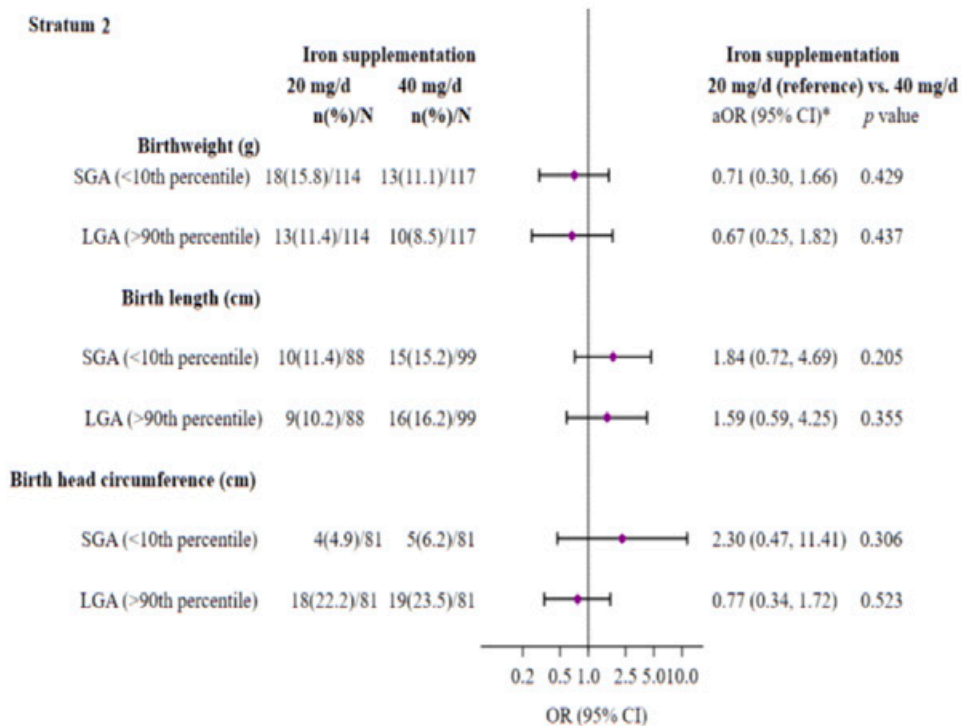 Stratum 2
Iron supplementation Iron supplementation
20 mg/d 40 mg/d 20 mg/d (reference) vs. 40 mg/d
n(%)/N n(%)/N aOR (95% CI)* p value
Birthweight (g)
SGA (<10th percentile) 18(15.8)/114 13(11.1)/117 0.71 (0.30, 1.66) 0.429
LGA (>90th percentile) 13(11.4)/114 10(8.5)/117 0.67 (0.25, 1.82) 0.437
Birth length (cm)
SGA (<10th percentile) 10(11.4)/88 15(15.2)/99 1.84 (0.72, 4.69) 0.205
LGA (>90th percentile) 9(10.2)/88 16(16.2)/99 1.59 (0.59, 4.25) 0.355
Birth head circumference (cm)
SGA (<10th percentile) 4(4.9)/81 5(6.2)/81 2.30 (0.47, 11.41) 0.306
LGA (>90th percentile) 18(22.2)/81 19(23.5)/81 0.77 (0.34, 1.72) 0.523
0.2 0.5 1.0 2.5 5.0 10.0
OR (95% CI)